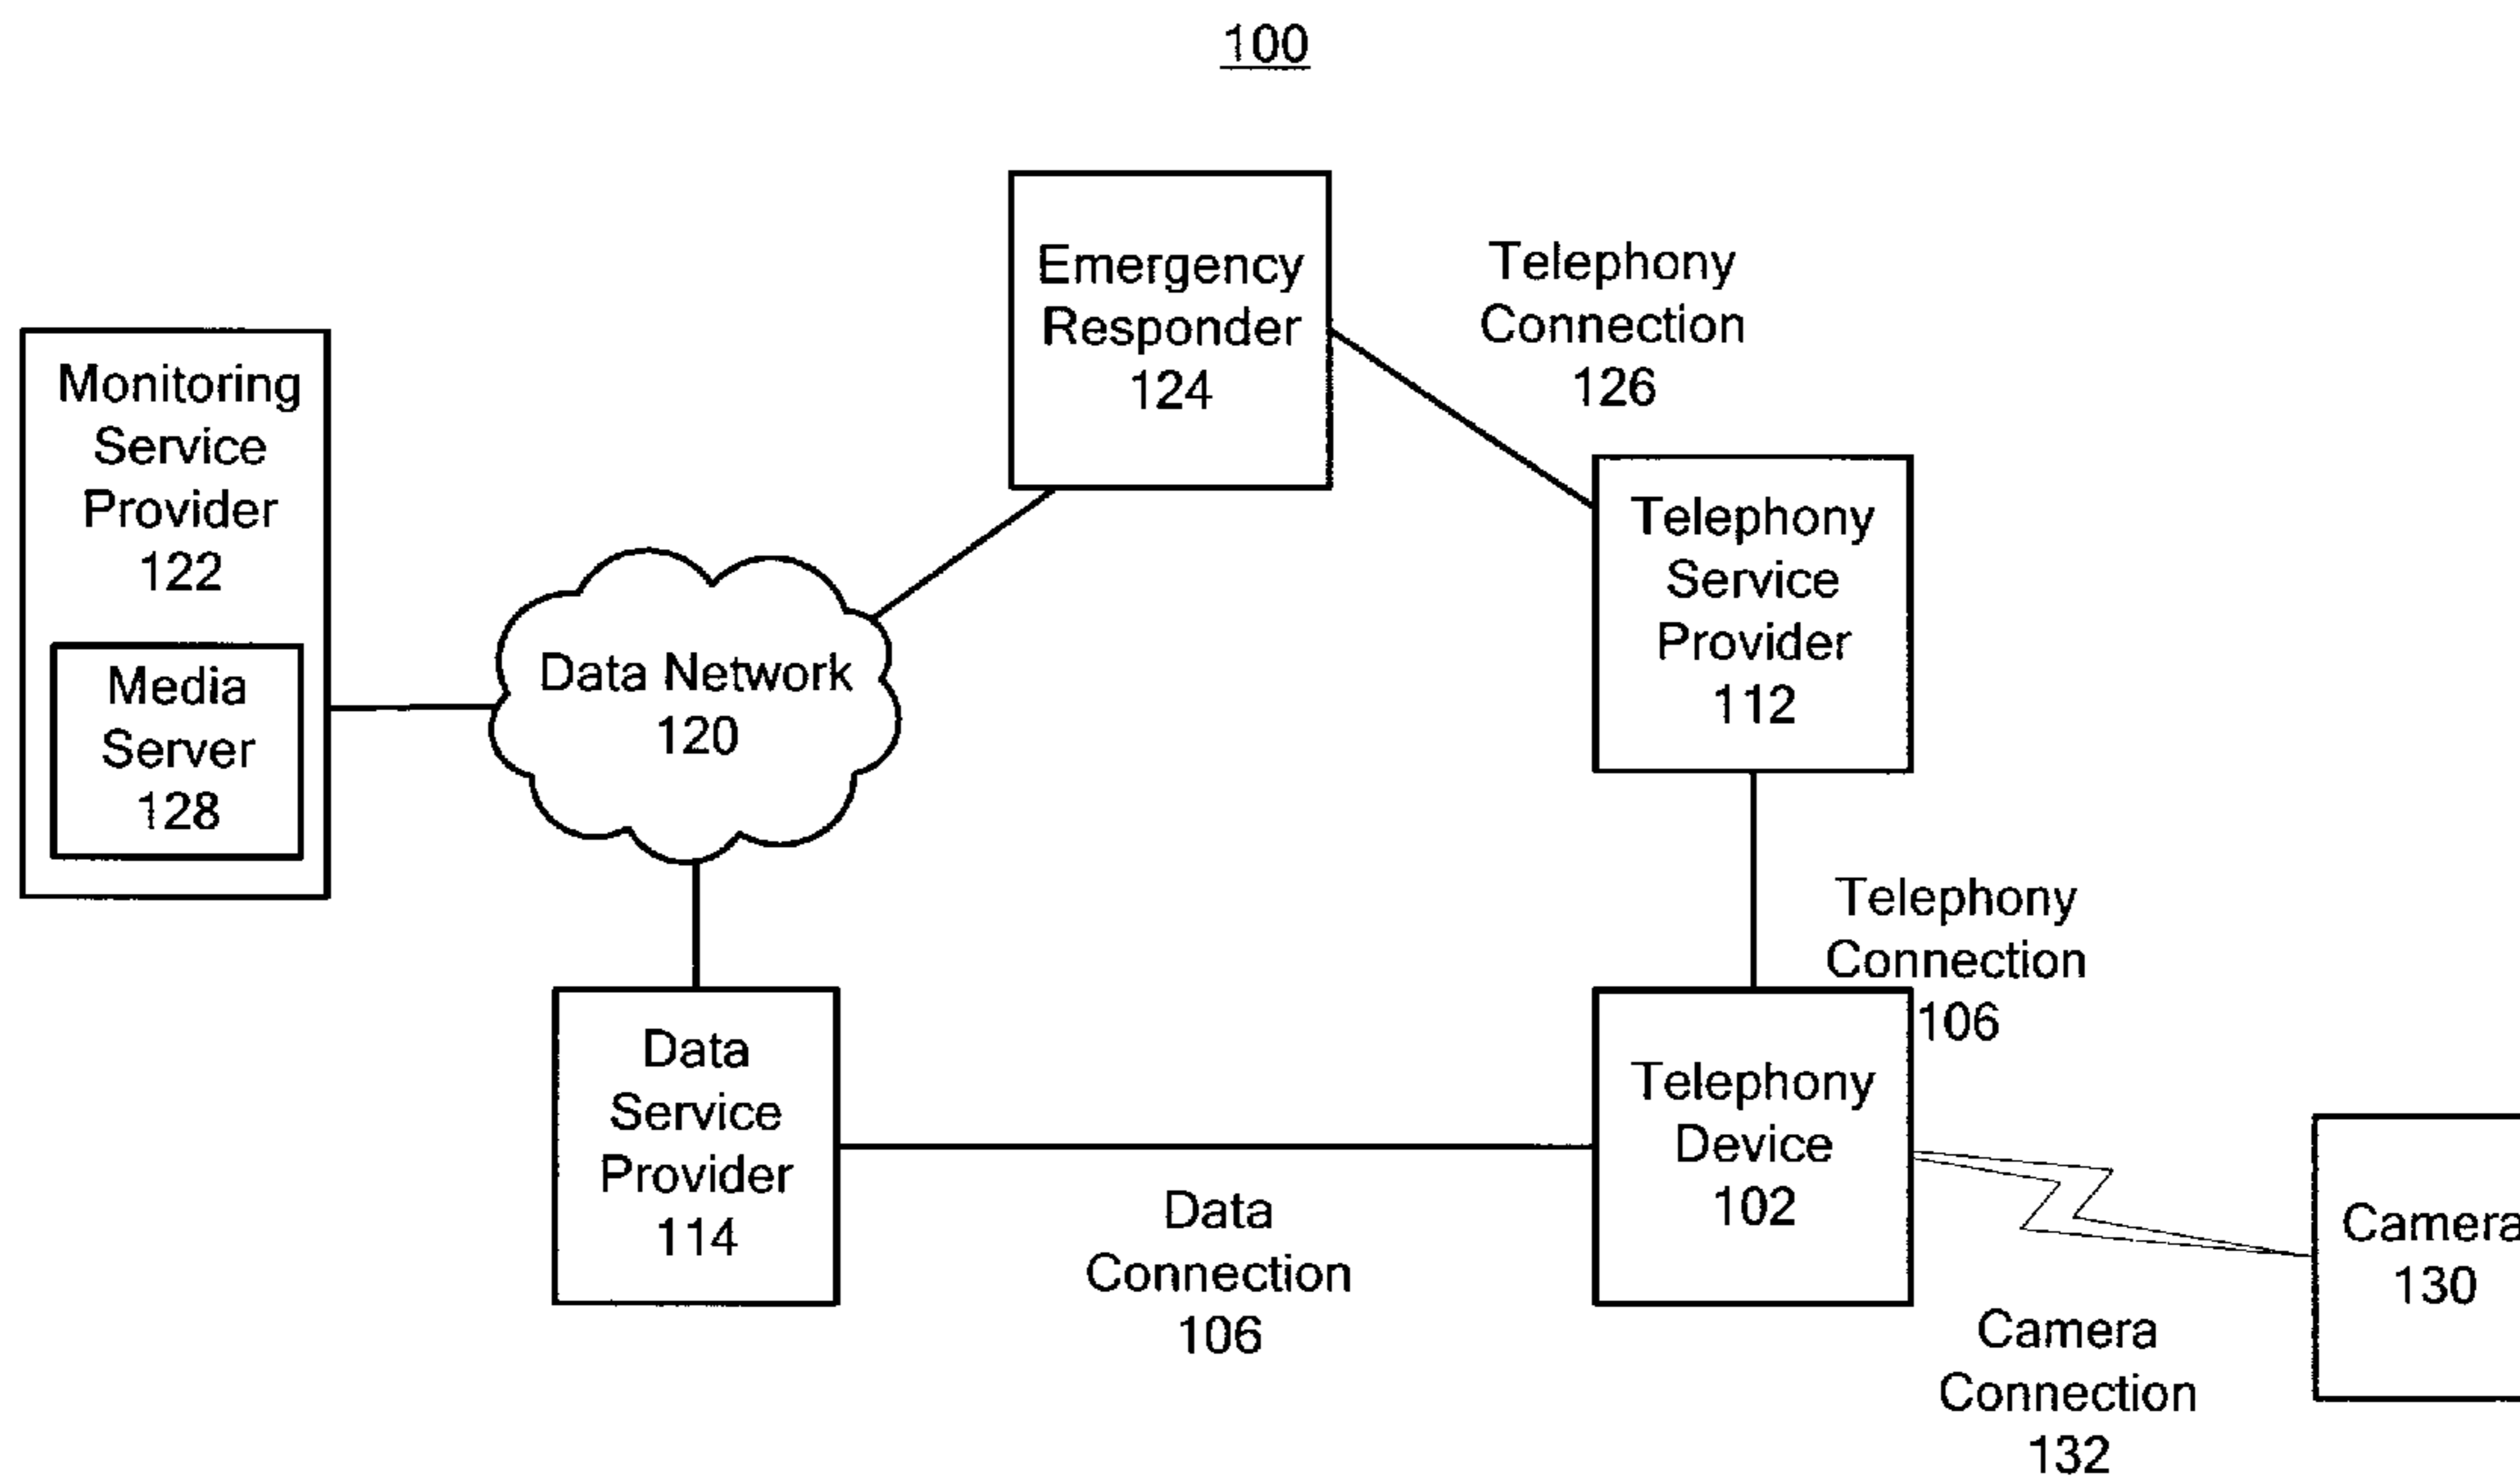 100
Emergency
Responder
124
Telephony
Connection
126
Monitoring
Service
Provider
122
Media
Server
128
Data Network
120
Telephony
Service
Provider
112
Telephony
Connection
106
Data
Service
Provider
114
Data
Connection
106
Telephony
Device
102
Camera
130
Camera
Connection
132